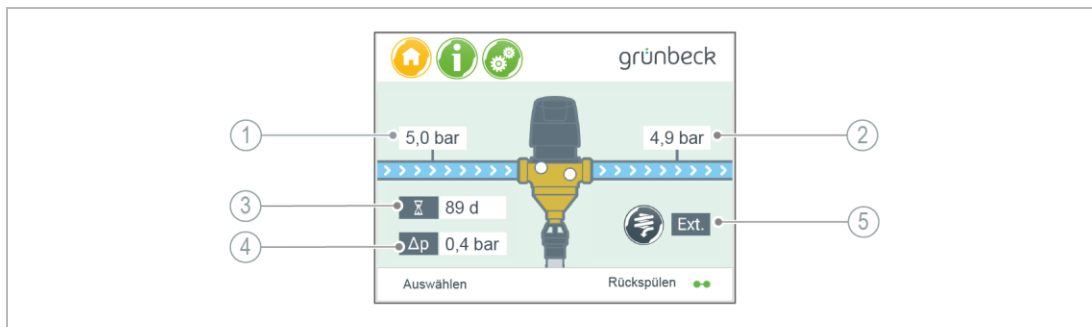 grünbeck
1
5,0 bar
4,9 bar
2
3
89 d
4
Δp 0,4 bar
Ext.
5
Auswählen
Rückspülen